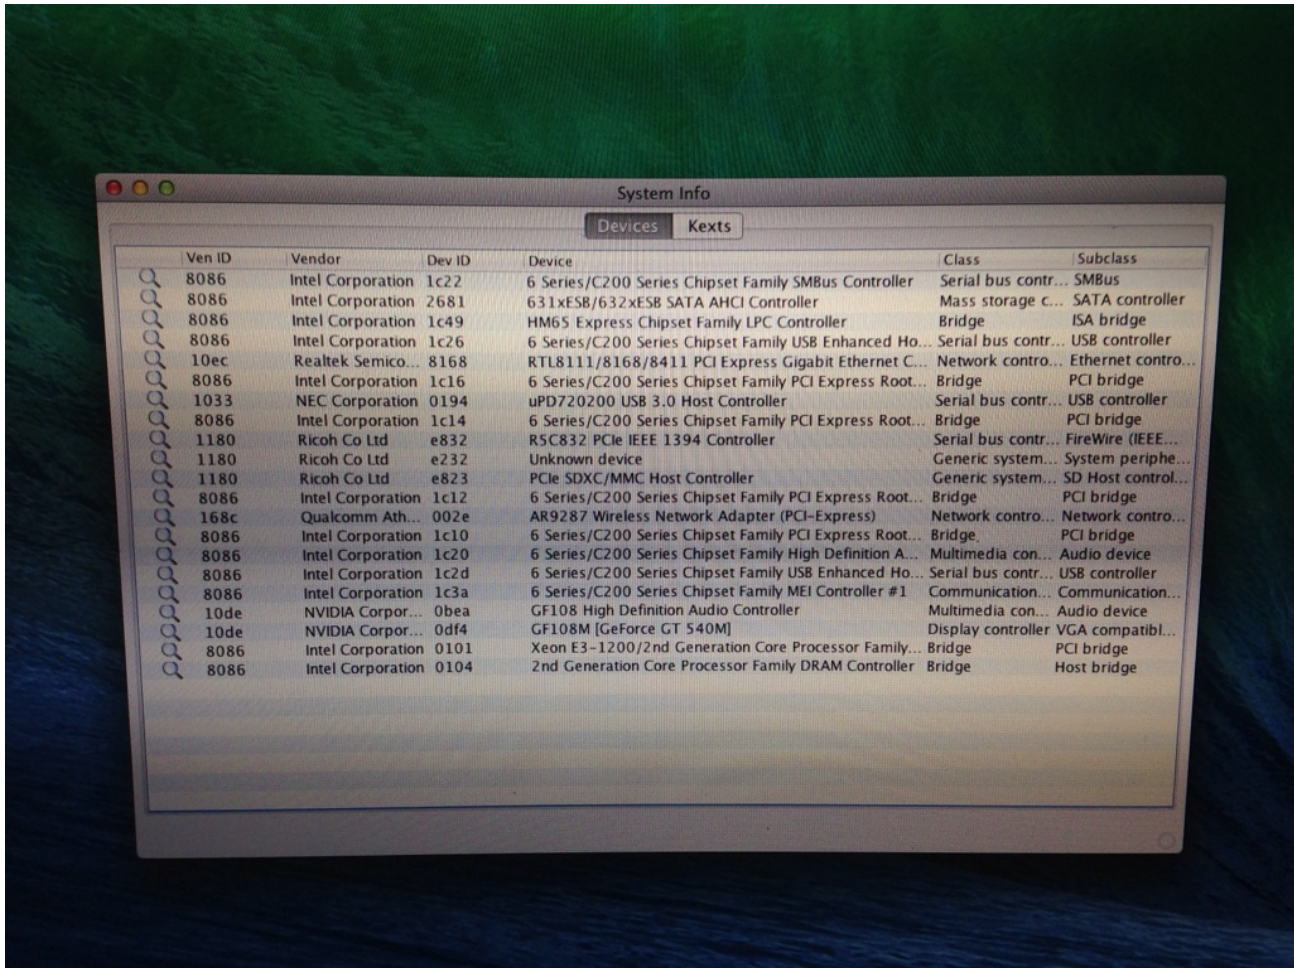 System Info
Devices Kexts
Ven ID Vendor Dev ID Device Class Subclass
8086 Intel Corporation 1c22 6 Series/C200 Series Chipset Family SMBus Controller Serial bus contr... SMBus
8086 Intel Corporation 2681 631xESB/632xESB SATA AHCI Controller Mass storage c... SATA controller
8086 Intel Corporation 1c49 HM65 Express Chipset Family LPC Controller Bridge ISA bridge
8086 Intel Corporation 1c26 6 Series/C200 Series Chipset Family USB Enhanced Ho... Serial bus contr... USB controller
10ec Realtek Semico... 8168 RTL8111/8168/8411 PCI Express Gigabit Ethernet C... Network contro... Ethernet contro...
8086 Intel Corporation 1c16 6 Series/C200 Series Chipset Family PCI Express Root... Bridge PCI bridge
1033 NEC Corporation 0194 uPD720200 USB 3.0 Host Controller Serial bus contr... USB controller
8086 Intel Corporation 1c14 6 Series/C200 Series Chipset Family PCI Express Root... Bridge PCI bridge
1180 Ricoh Co Ltd e832 R5C832 PCIe IEEE 1394 Controller Serial bus contr... FireWire (IEEE...
1180 Ricoh Co Ltd e232 Unknown device Generic system... System periphe...
1180 Ricoh Co Ltd e823 PCIe SDXC/MMC Host Controller Generic system... SD Host control...
8086 Intel Corporation 1c12 6 Series/C200 Series Chipset Family PCI Express Root... Bridge PCI bridge
168c Qualcomm Ath... 002e AR9287 Wireless Network Adapter (PCI-Express) Network contro... Network contro...
8086 Intel Corporation 1c10 6 Series/C200 Series Chipset Family PCI Express Root... Bridge PCI bridge
8086 Intel Corporation 1c20 6 Series/C200 Series Chipset Family High Definition A... Multimedia con... Audio device
8086 Intel Corporation 1c2d 6 Series/C200 Series Chipset Family USB Enhanced Ho... Serial bus contr... USB controller
8086 Intel Corporation 1c3a 6 Series/C200 Series Chipset Family MEI Controller #1 Communication... Communication...
10de NVIDIA Corpor... 0bea GF108 High Definition Audio Controller Multimedia con... Audio device
10de NVIDIA Corpor... 0df4 GF108M [GeForce GT 540M] Display controller VGA compatibl...
8086 Intel Corporation 0101 Xeon E3-1200/2nd Generation Core Processor Family... Bridge PCI bridge
8086 Intel Corporation 0104 2nd Generation Core Processor Family DRAM Controller Bridge Host bridge